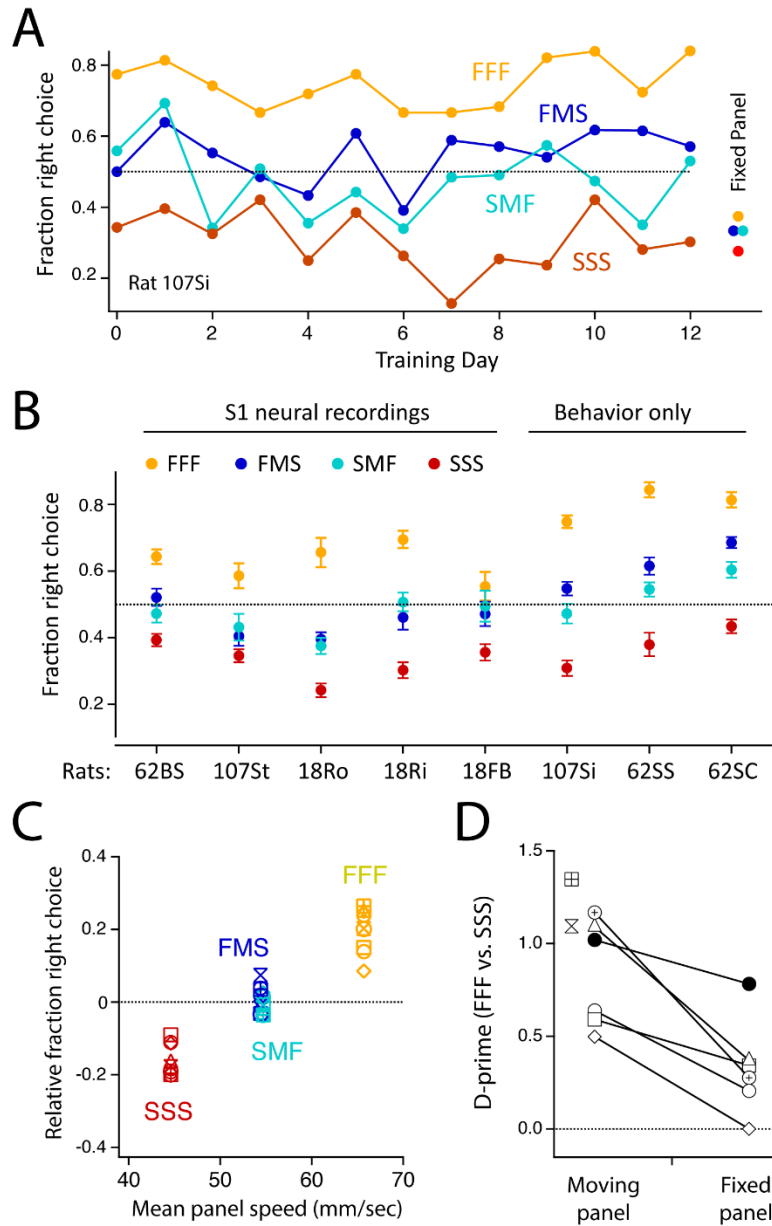 A
Fraction right choice
0.8
0.6
0.4
0.2
FFF
FMS
SMF
SSS
Fixed Panel
Rat 107Si
0 2 4 6 8 10 12
Training Day
B
S1 neural recordings Behavior only
FFF FMS SMF SSS
Fraction right choice
0.8
0.6
0.4
0.2
Rats: 62BS 107St 18Ro 18Ri 18FB 107Si 62SS 62SC
C
Relative fraction right choice
0.4
0.2
0
-0.2
-0.4
FFF
FMS
SMF
SSS
40 50 60 70
Mean panel speed (mm/sec)
D
D-prime (FFF vs. SSS)
1.5
1.0
0.5
0.0
Moving Fixed
panel panel